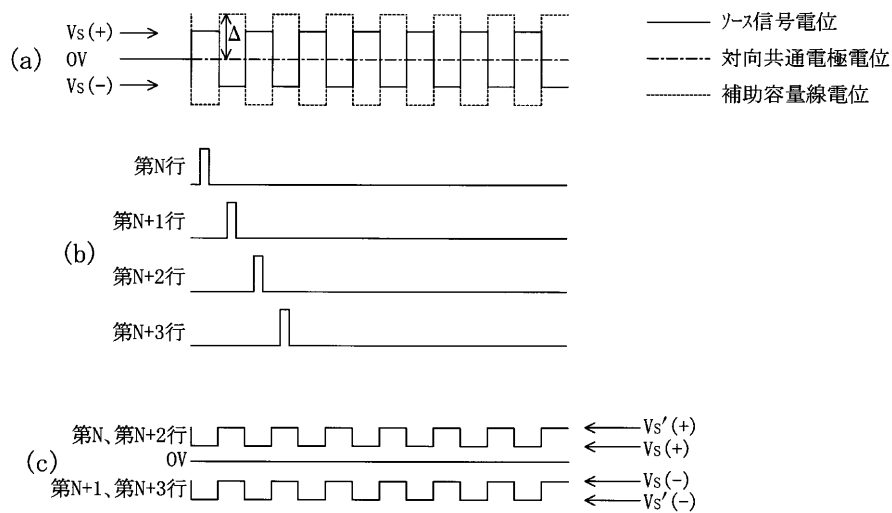 (a)
Vs(+)
0V
Vs(-)
Δ
ソース信号電位
対向共通電極電位
補助容量線電位
(b)
第N行
第N+1行
第N+2行
第N+3行
(c)
第N、第N+2行
0V
第N+1、第N+3行
Vs'(+)
Vs(+)
Vs(-)
Vs'(-)